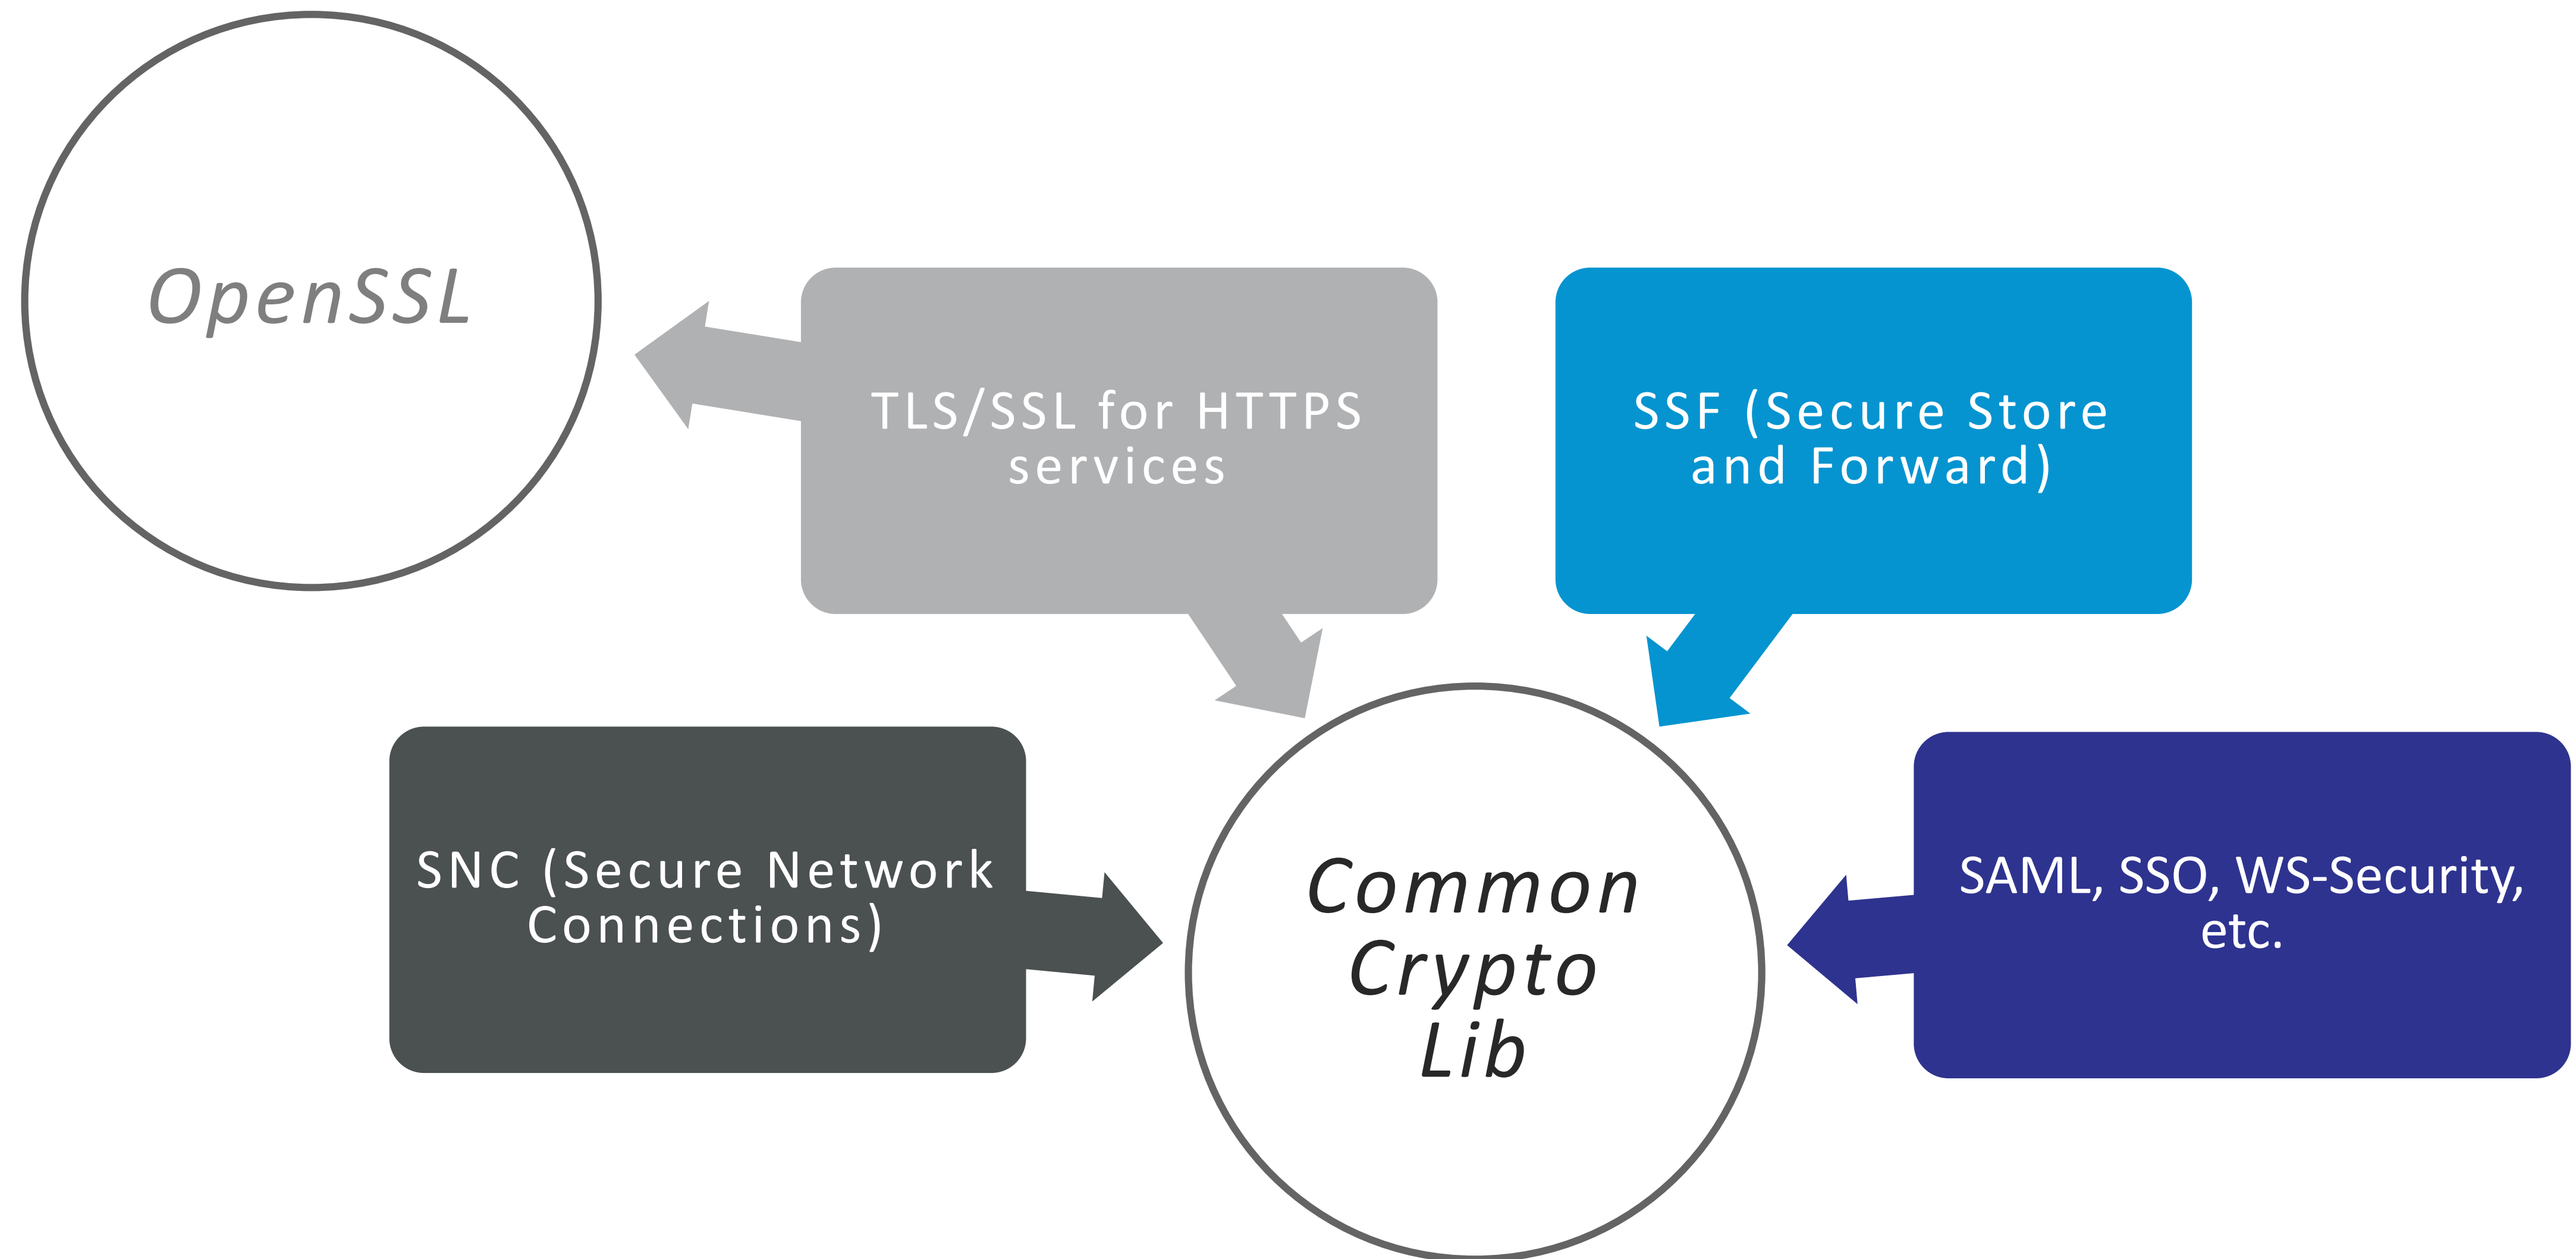 OpenSSL
TLS/SSL for HTTPS
services
SSF (Secure Store
and Forward)
SNC (Secure Network
Connections)
Common
Crypto
Lib
SAML, SSO, WS-Security,
etc.